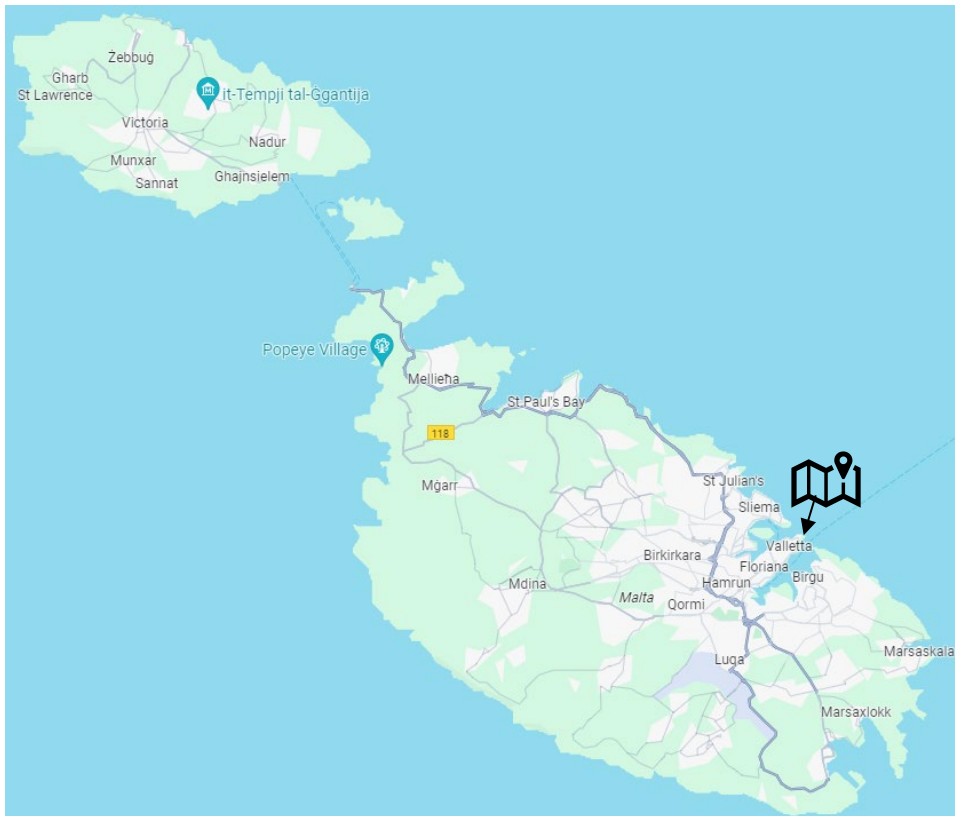 Żebbuġ
Gharb
St Lawrence
it-Tempji tal-Ġgantija
Victoria
Nadur
Munxar
Sannat
Għajnsielem
Popeye Village
Mellieħa
St Paul's Bay
118
Mġarr
St Julian's
Sliema
Valletta
Birkirkara
Floriana
Birgu
Mdina
Hamrun
Malta
Qormi
Luqa
Marsaskala
Marsaxlokk